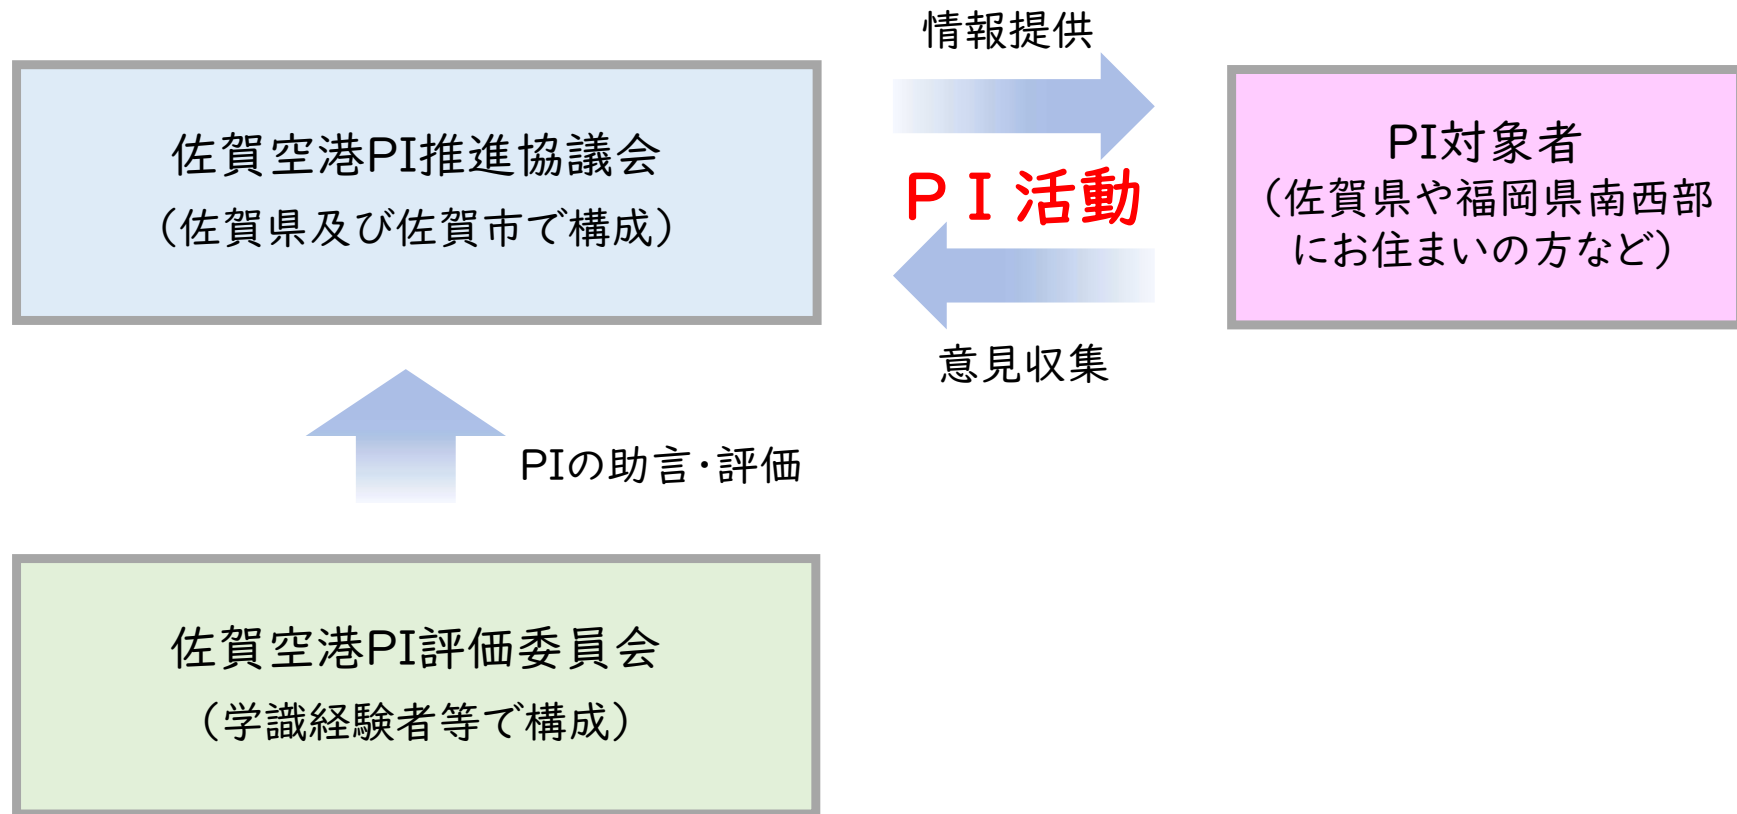 情報提供
佐賀空港PI推進協議会
（佐賀県及び佐賀市で構成）
PI活動
PI対象者
（佐賀県や福岡県南西部
にお住まいの方など）
意見収集
PIの助言・評価
佐賀空港PI評価委員会
（学識経験者等で構成）